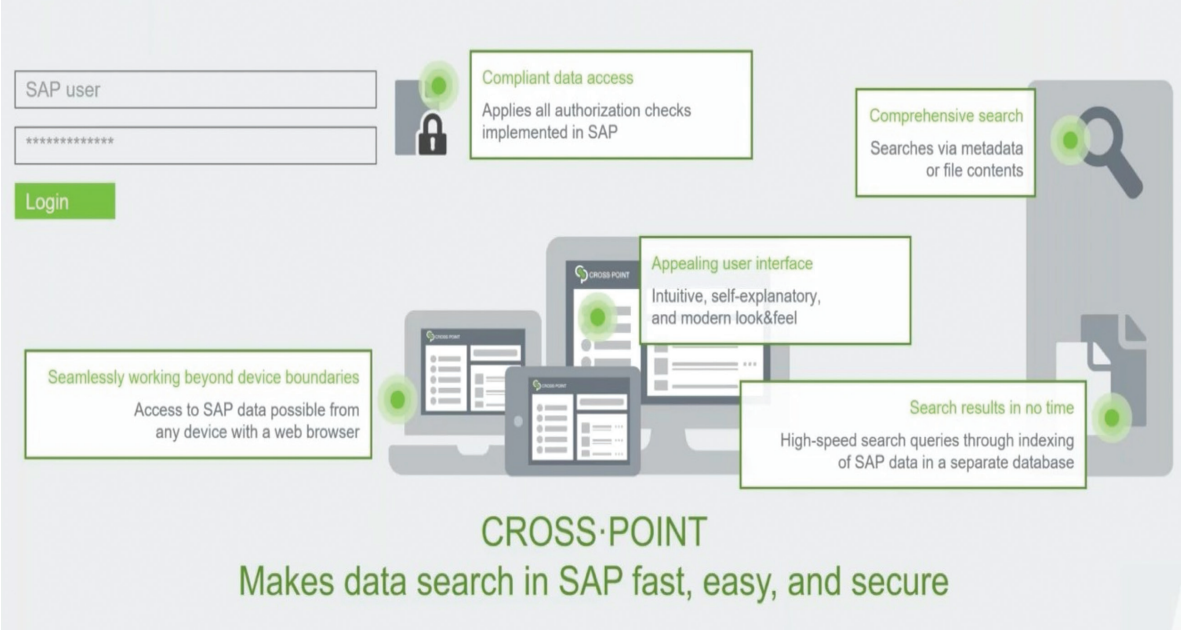 SAP user
*************
Login
Compliant data access
Applies all authorization checks
implemented in SAP
Comprehensive search
Searches via metadata
or file contents
CROSS·POINT
Appealing user interface
Intuitive, self-explanatory,
and modern look&feel
CROSS·POINT
Seamlessly working beyond device boundaries
Access to SAP data possible from
any device with a web browser
CROSS·POINT
Search results in no time
High-speed search queries through indexing
of SAP data in a separate database
CROSS·POINT
Makes data search in SAP fast, easy, and secure